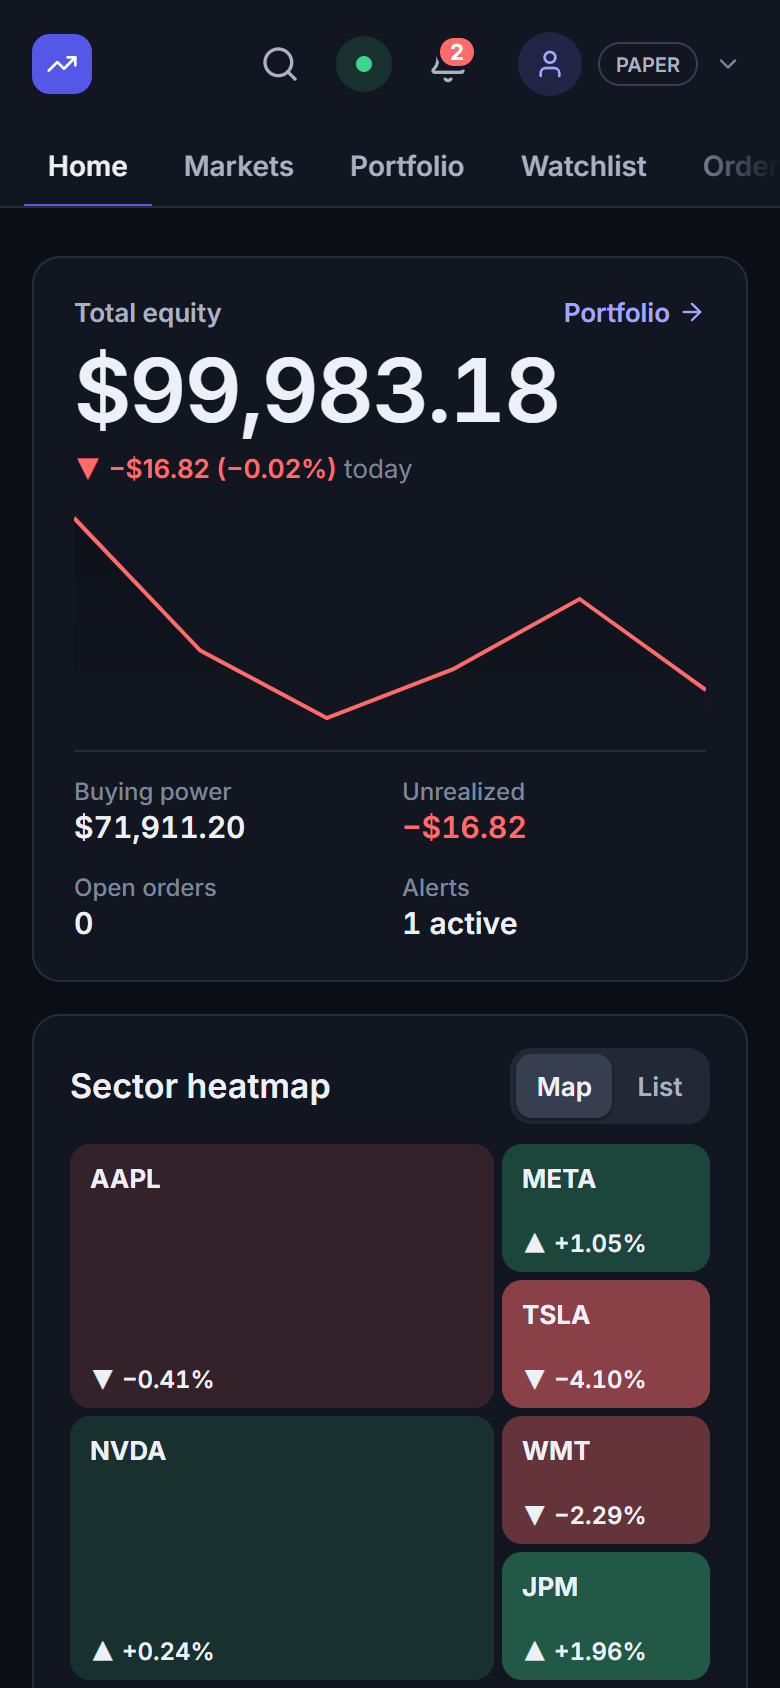 2
PAPER
Home Markets Portfolio Watchlist Order
Total equity Portfolio →
$99,983.18
▼ −$16.82 (−0.02%) today
Buying power Unrealized
$71,911.20 −$16.82
Open orders Alerts
0 1 active
Sector heatmap Map List
AAPL
▼ −0.41%
META
▲ +1.05%
TSLA
▼ −4.10%
NVDA
▲ +0.24%
WMT
▼ −2.29%
JPM
▲ +1.96%